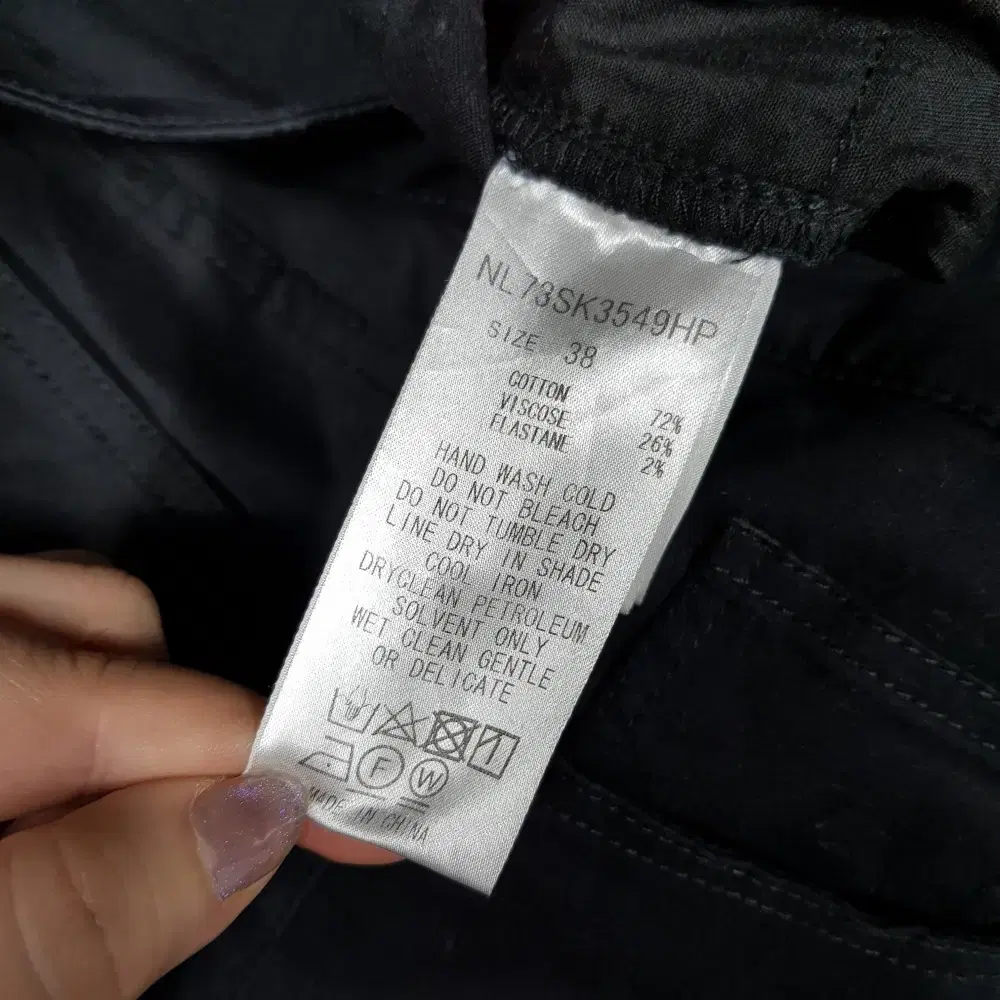 NL73SK3549HP
SIZE 38
COTTON 72%
VISCOSE 26%
ELASTANE 2%
HAND WASH COLD
DO NOT BLEACH
DO NOT TUMBLE DRY
LINE DRY IN SHADE
COOL IRON
DRYCLEAN PETROLEUM
SOLVENT ONLY
WET CLEAN GENTLE
OR DELICATE
F W
MADE IN CHINA